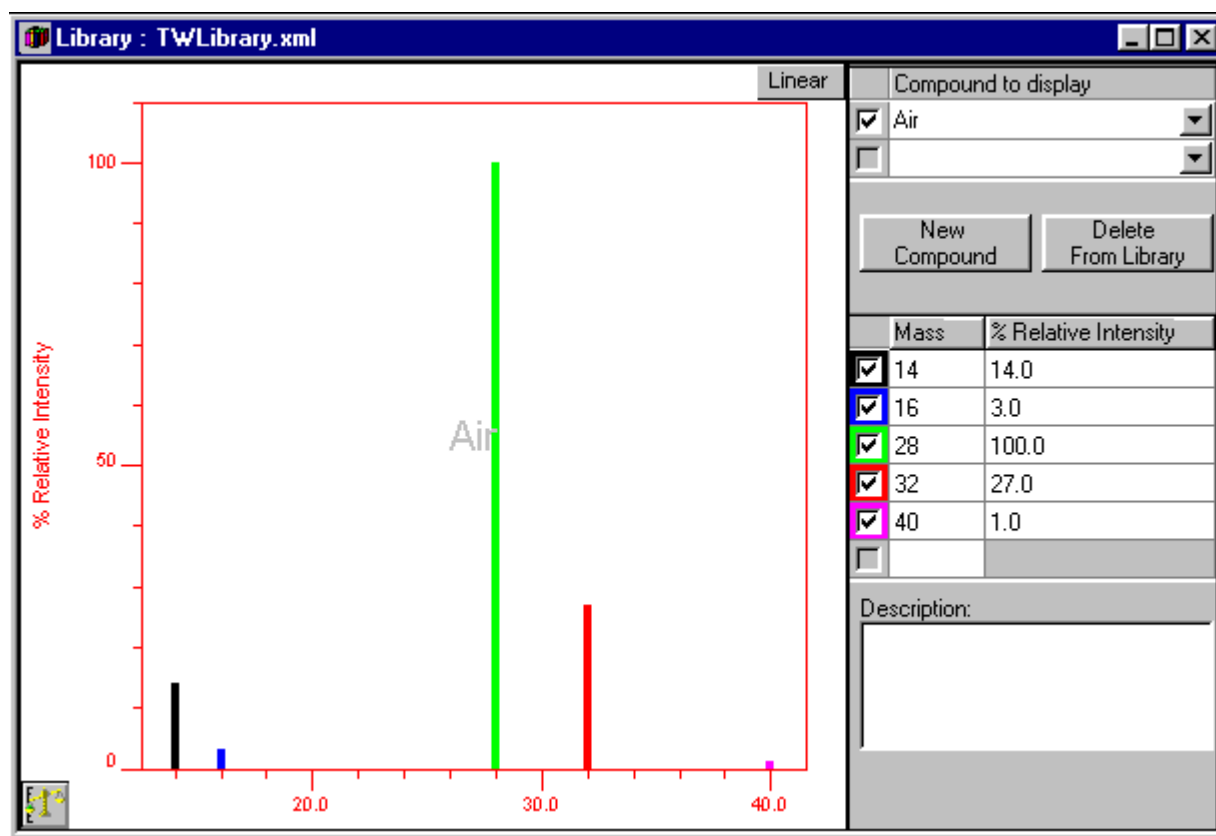 Library : TWLibrary.xml
Linear
100
50
0
% Relative Intensity
Air
20.0 30.0 40.0
Compound to display
Air
New Compound
Delete From Library
Mass % Relative Intensity
14 14.0
16 3.0
28 100.0
32 27.0
40 1.0
Description: